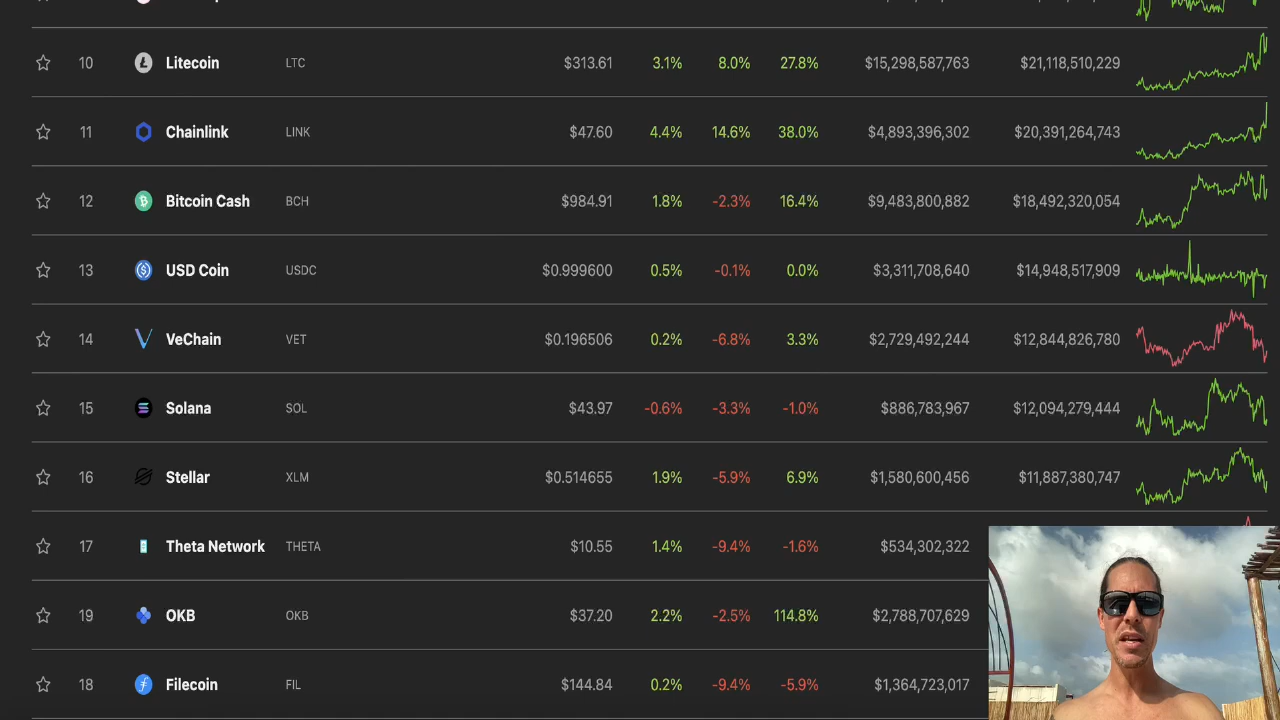 10 Litecoin LTC $313.61 3.1% 8.0% 27.8% $15,298,587,763 $21,118,510,229
11 Chainlink LINK $47.60 4.4% 14.6% 38.0% $4,893,396,302 $20,391,264,743
12 Bitcoin Cash BCH $984.91 1.8% -2.3% 16.4% $9,483,800,882 $18,492,320,054
13 USD Coin USDC $0.999600 0.5% -0.1% 0.0% $3,311,708,640 $14,948,517,909
14 VeChain VET $0.196506 0.2% -6.8% 3.3% $2,729,492,244 $12,844,826,780
15 Solana SOL $43.97 -0.6% -3.3% -1.0% $886,783,967 $12,094,279,444
16 Stellar XLM $0.514655 1.9% -5.9% 6.9% $1,580,600,456 $11,887,380,747
17 Theta Network THETA $10.55 1.4% -9.4% -1.6% $534,302,322
19 OKB OKB $37.20 2.2% -2.5% 114.8% $2,788,707,629
18 Filecoin FIL $144.84 0.2% -9.4% -5.9% $1,364,723,017